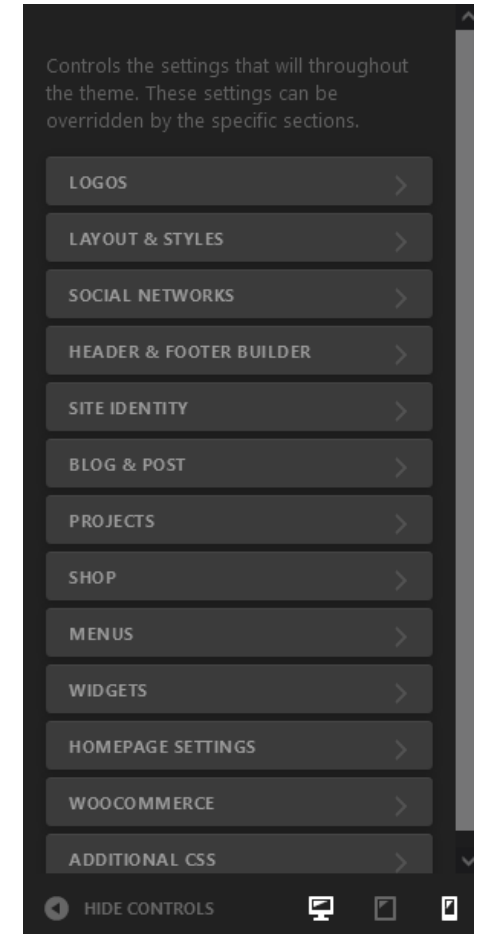 Controls the settings that will throughout
the theme. These settings can be
overridden by the specific sections.
LOGOS
LAYOUT & STYLES
SOCIAL NETWORKS
HEADER & FOOTER BUILDER
SITE IDENTITY
BLOG & POST
PROJECTS
SHOP
MENUS
WIDGETS
HOMEPAGE SETTINGS
WOOCOMMERCE
ADDITIONAL CSS
HIDE CONTROLS